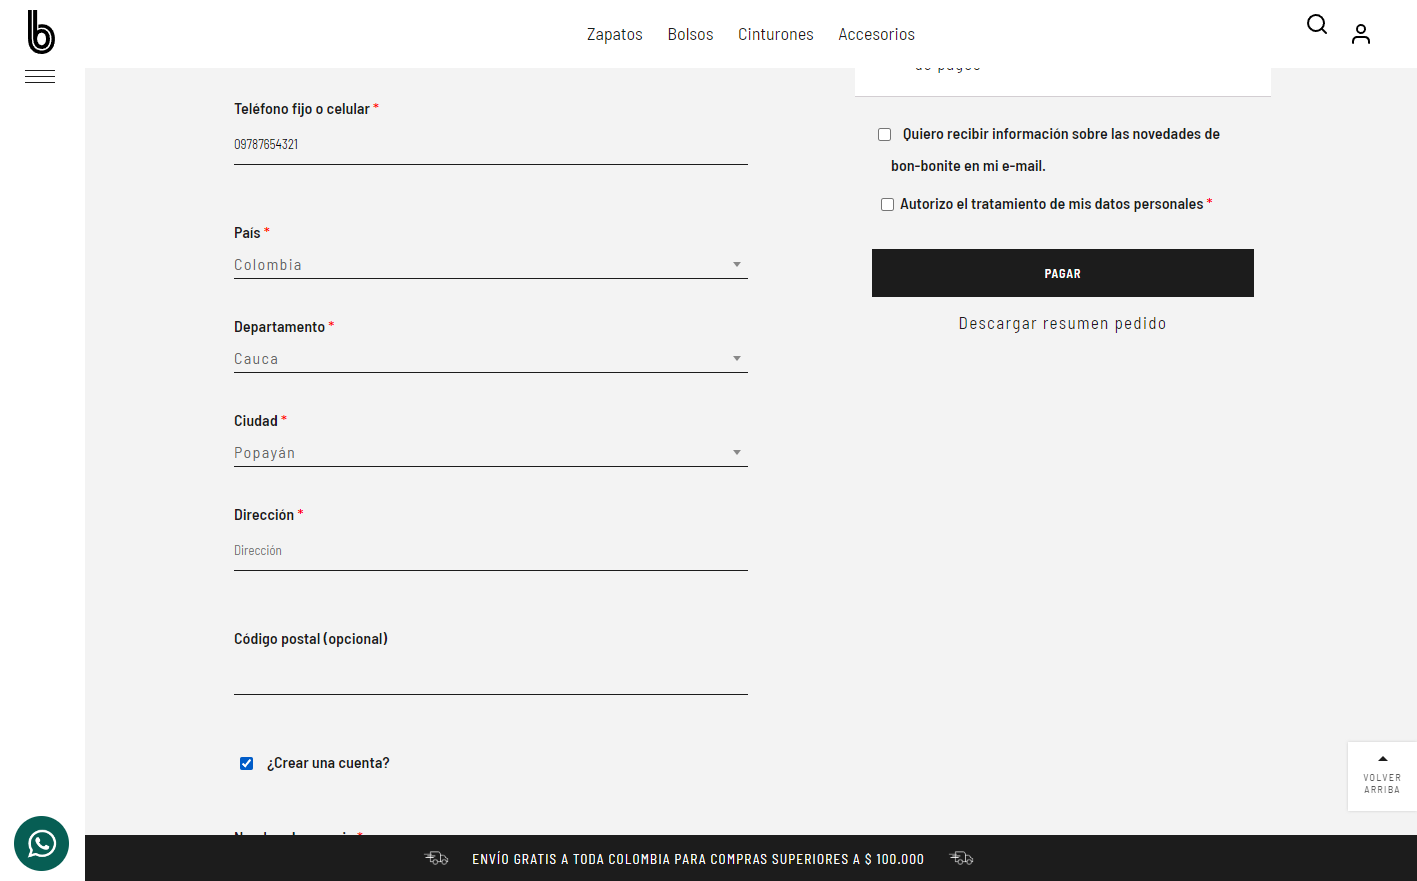 b
Zapatos Bolsos Cinturones Accesorios
de pagos
Teléfono fijo o celular *
09787654321
País *
Colombia
Departamento *
Cauca
Ciudad *
Popayán
Dirección *
Dirección
Código postal (opcional)
¿Crear una cuenta?
Quiero recibir información sobre las novedades de
bon-bonite en mi e-mail.
Autorizo el tratamiento de mis datos personales *
PAGAR
Descargar resumen pedido
VOLVER
ARRIBA
ENVÍO GRATIS A TODA COLOMBIA PARA COMPRAS SUPERIORES A $ 100.000